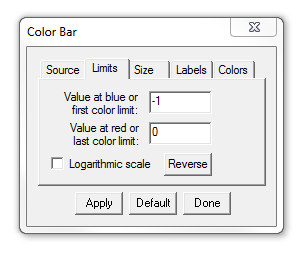 Color Bar
Source Limits Size Labels Colors
Value at blue or
first color limit: -1
Value at red or
last color limit: 0
Logarithmic scale Reverse
Apply Default Done